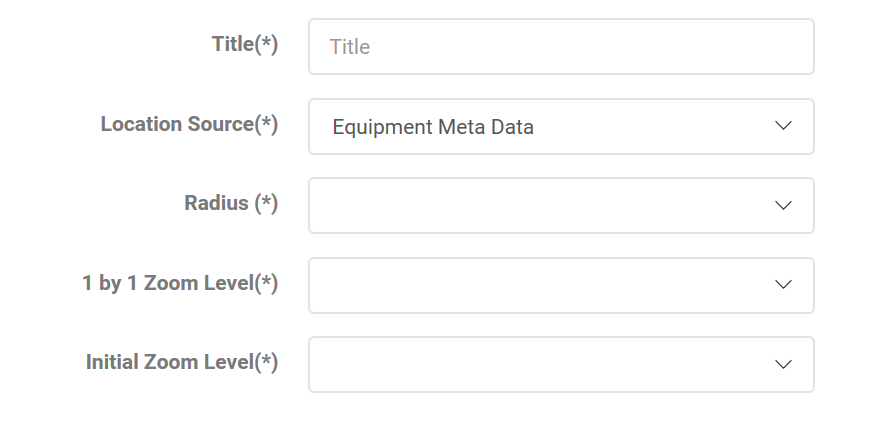 Title(*)
Title
Location Source(*)
Equipment Meta Data
Radius (*)
1 by 1 Zoom Level(*)
Initial Zoom Level(*)